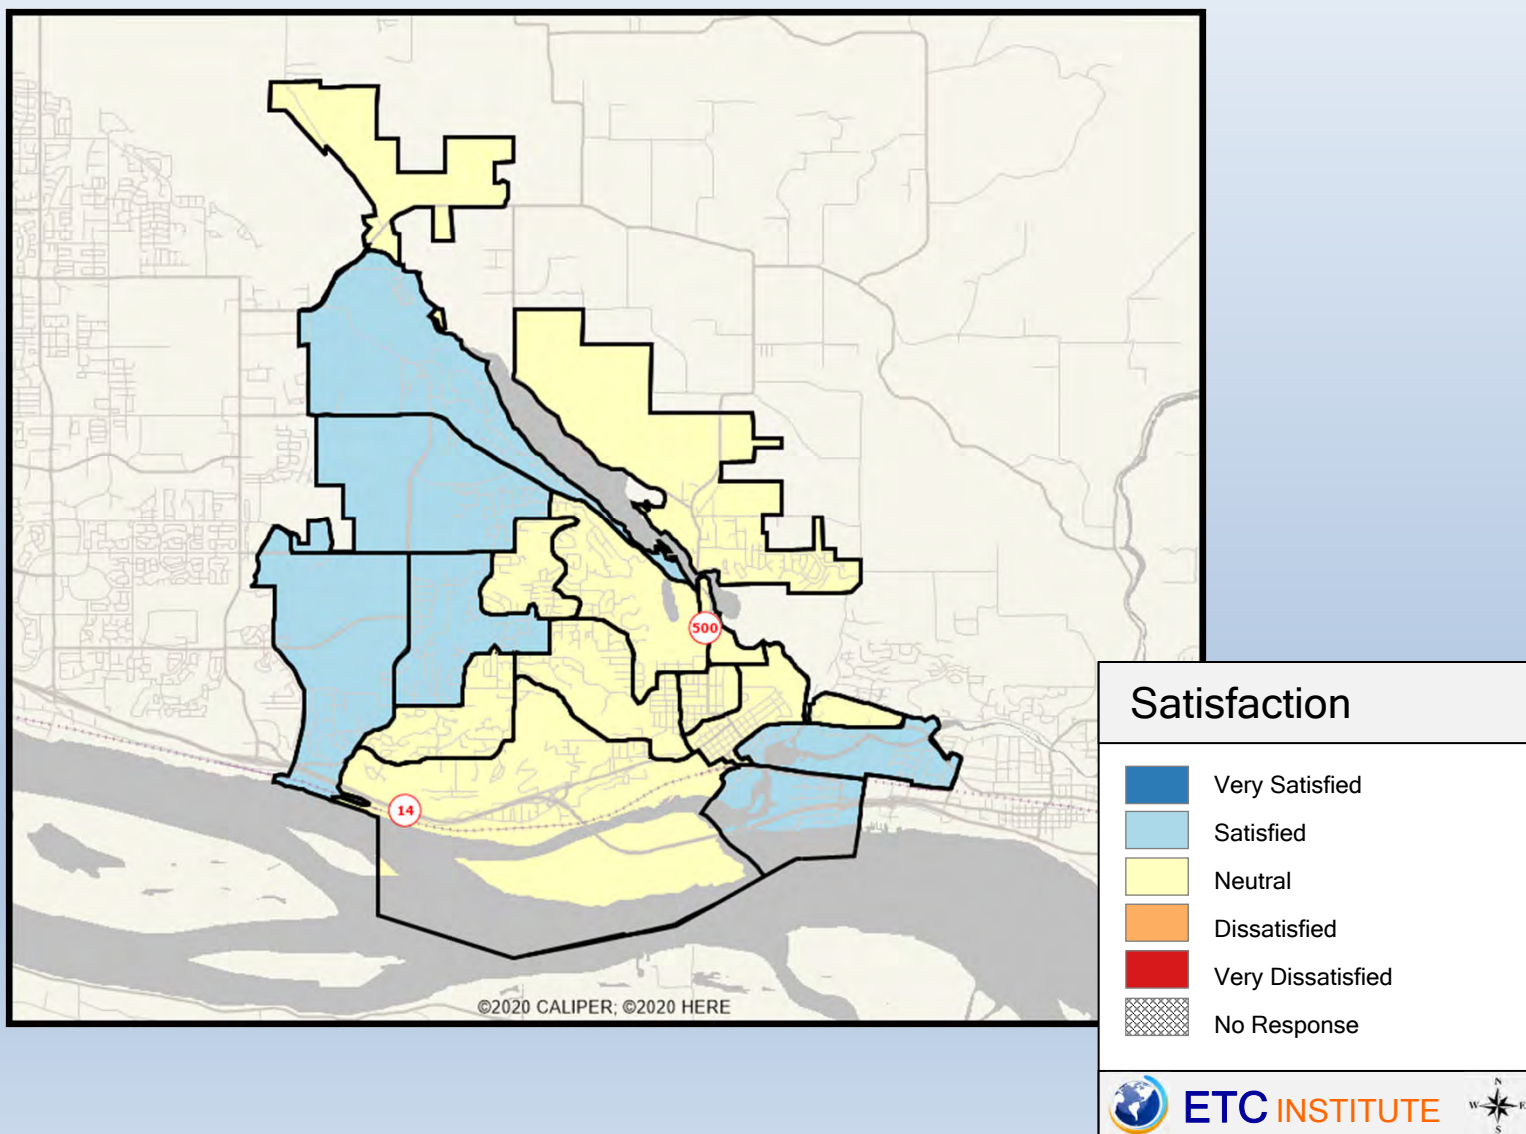 500
14
©2020 CALIPER; ©2020 HERE
Satisfaction
Very Satisfied
Satisfied
Neutral
Dissatisfied
Very Dissatisfied
No Response
ETC INSTITUTE
N
W E
S